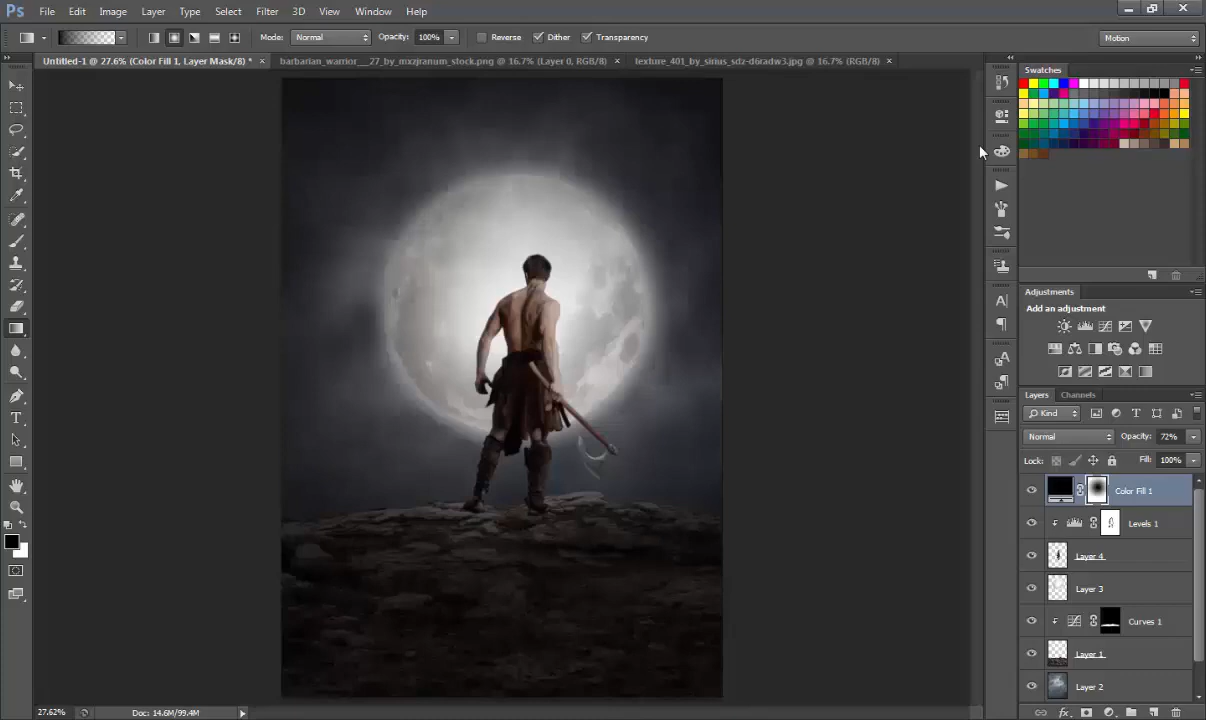 Ps File Edit Image Layer Type Select Filter 3D View Window Help
Mode: Normal Opacity: 100% Reverse Dither Transparency Motion
Untitled-1 @ 27.6% (Color Fill 1, Layer Mask/8) * × barbarian_warrior___27_by_mxzjranum_stock.png @ 16.7% (Layer 0, RGB/8) × texture_401_by_sirius_sdz-d6radw3.jpg @ 16.7% (RGB/8) ×
Swatches
Adjustments
Add an adjustment
Layers Channels
Kind
Normal Opacity: 72%
Lock: Fill: 100%
Color Fill 1
Levels 1
Layer 4
Layer 3
Curves 1
Layer 1
Layer 2
27.62% Doc: 14.6M/99.4M